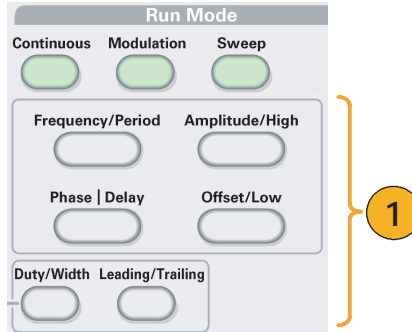 Run Mode
Continuous Modulation Sweep
Frequency/Period Amplitude/High
Phase | Delay Offset/Low
1
Duty/Width Leading/Trailing